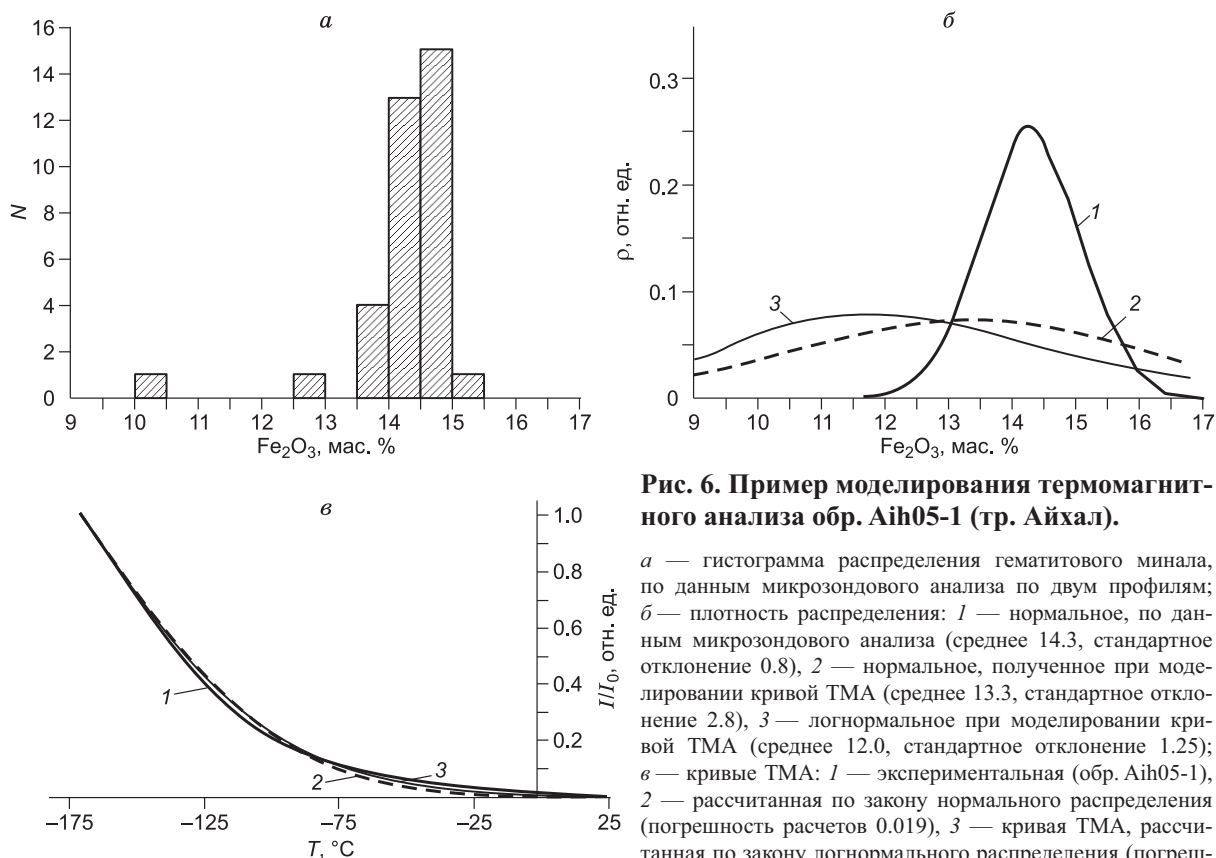 а
16
14
12
10
8
6
4
2
0
N
9 10 11 12 13 14 15 16 17
Fe2O3, мас. %
б
0.3
0.2
0.1
0
ρ, отн. ед.
1
2
3
9 10 11 12 13 14 15 16 17
Fe2O3, мас. %
в
1.0
0.8
0.6
0.4
0.2
I/I0, отн. ед.
1
2
3
–175 –125 –75 –25 25
T, °C
Рис. 6. Пример моделирования термомагнит-
ного анализа обр. Aih05-1 (тр. Айхал).
а — гистограмма распределения гематитового минала,
по данным микрозондового анализа по двум профилям;
б — плотность распределения: 1 — нормальное, по дан-
ным микрозондового анализа (среднее 14.3, стандартное
отклонение 0.8), 2 — нормальное, полученное при моде-
лировании кривой ТМА (среднее 13.3, стандартное откло-
нение 2.8), 3 — логнормальное при моделировании кри-
вой ТМА (среднее 12.0, стандартное отклонение 1.25);
в — кривые ТМА: 1 — экспериментальная (обр. Aih05-1),
2 — рассчитанная по закону нормального распределения
(погрешность расчетов 0.019), 3 — кривая ТМА, рассчи-
танная по закону логнормального распределения (погреш-